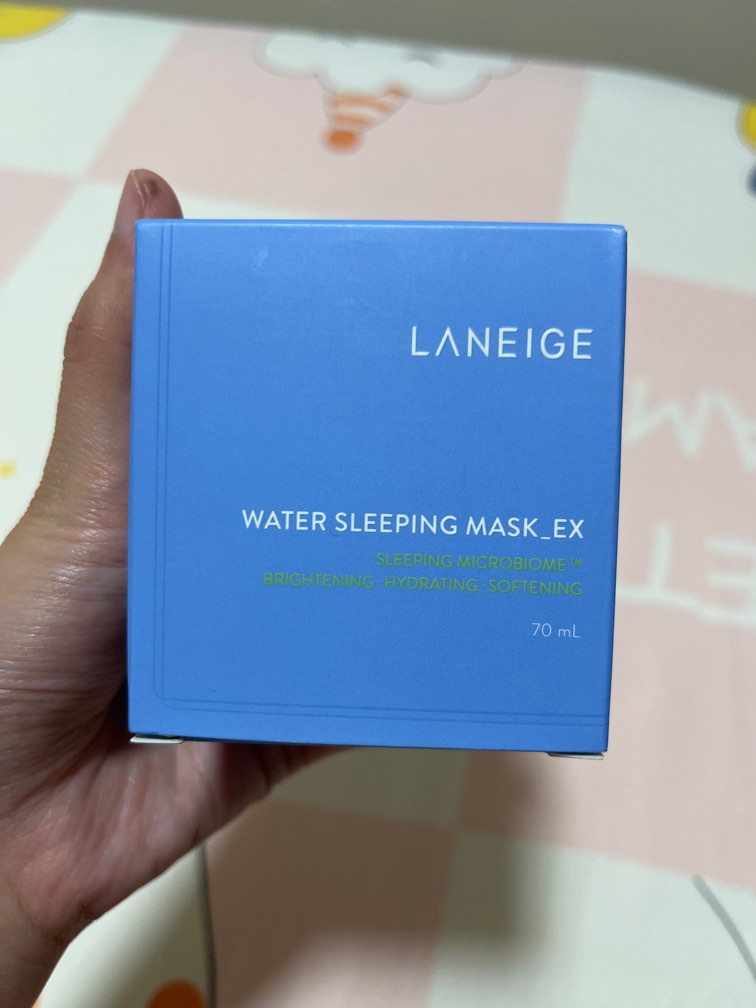 LANEIGE
WATER SLEEPING MASK_EX
SLEEPING MICROBIOME™
BRIGHTENING · HYDRATING · SOFTENING
70 mL